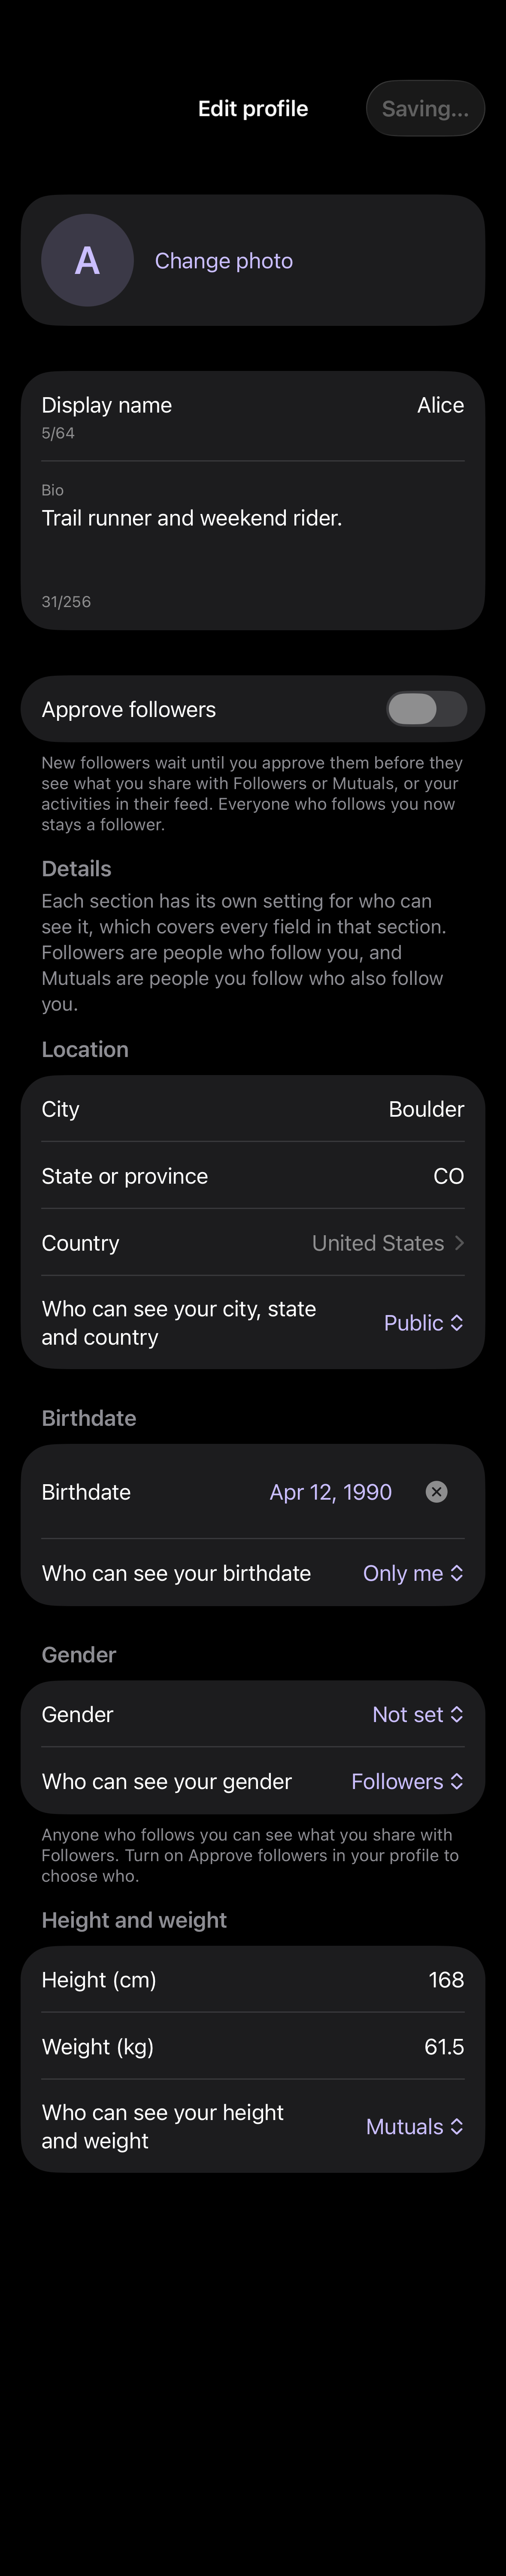 Edit profile
Saving...
A
Change photo
Display name
Alice
5/64
Bio
Trail runner and weekend rider.
31/256
Approve followers
New followers wait until you approve them before they
see what you share with Followers or Mutuals, or your
activities in their feed. Everyone who follows you now
stays a follower.
Details
Each section has its own setting for who can
see it, which covers every field in that section.
Followers are people who follow you, and
Mutuals are people you follow who also follow
you.
Location
City
Boulder
State or province
CO
Country
United States
Who can see your city, state
and country
Public
Birthdate
Birthdate
Apr 12, 1990
Who can see your birthdate
Only me
Gender
Gender
Not set
Who can see your gender
Followers
Anyone who follows you can see what you share with
Followers. Turn on Approve followers in your profile to
choose who.
Height and weight
Height (cm)
168
Weight (kg)
61.5
Who can see your height
and weight
Mutuals